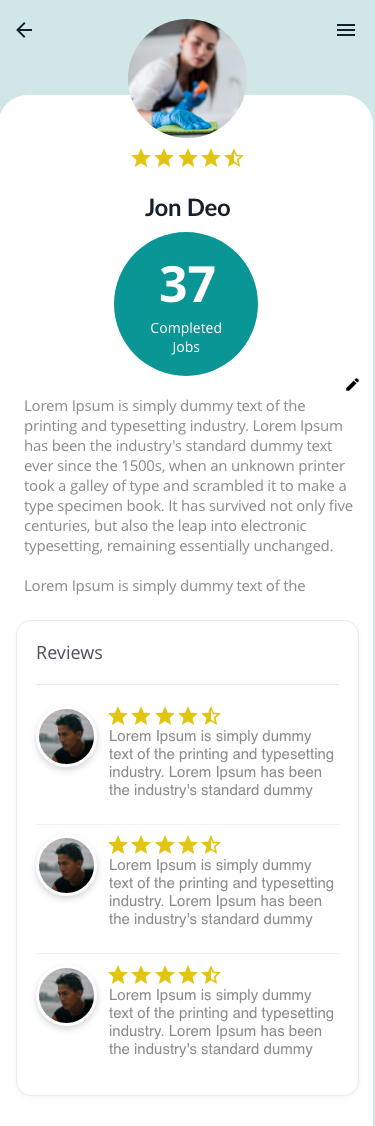 Jon Deo
37
Completed
Jobs
Lorem Ipsum is simply dummy text of the
printing and typesetting industry. Lorem Ipsum
has been the industry's standard dummy text
ever since the 1500s, when an unknown printer
took a galley of type and scrambled it to make a
type specimen book. It has survived not only five
centuries, but also the leap into electronic
typesetting, remaining essentially unchanged.
Lorem Ipsum is simply dummy text of the
Reviews
Lorem Ipsum is simply dummy
text of the printing and typesetting
industry. Lorem Ipsum has been
the industry's standard dummy
Lorem Ipsum is simply dummy
text of the printing and typesetting
industry. Lorem Ipsum has been
the industry's standard dummy
Lorem Ipsum is simply dummy
text of the printing and typesetting
industry. Lorem Ipsum has been
the industry's standard dummy